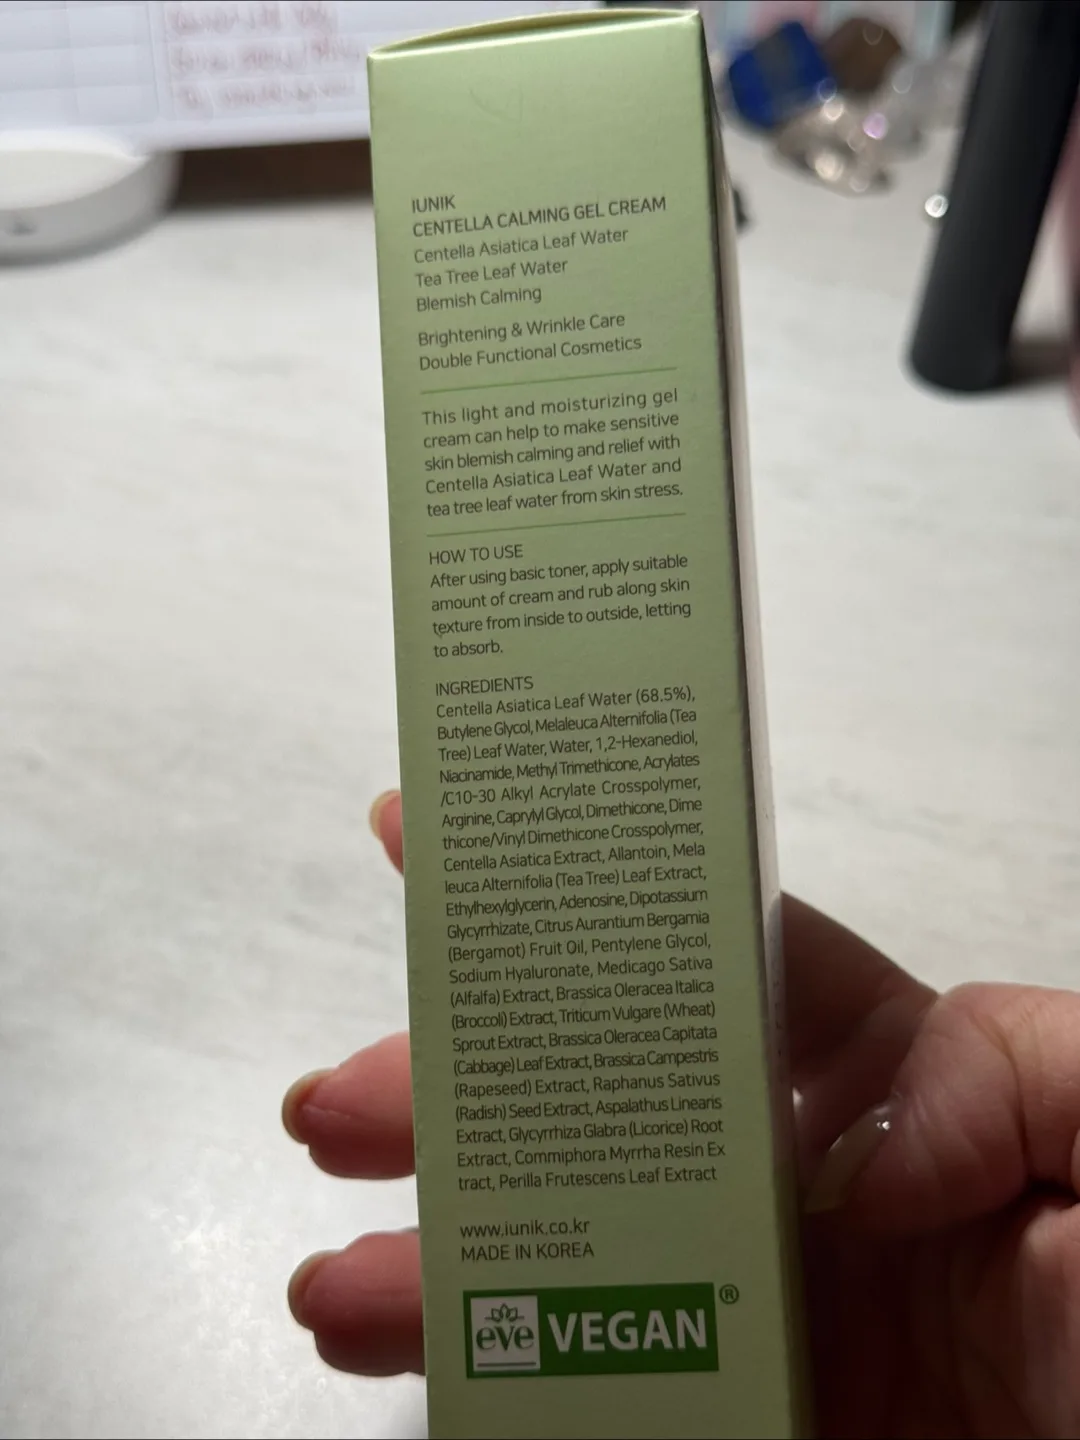 IUNIK
CENTELLA CALMING GEL CREAM
Centella Asiatica Leaf Water
Tea Tree Leaf Water
Blemish Calming
Brightening & Wrinkle Care
Double Functional Cosmetics
This light and moisturizing gel
cream can help to make sensitive
skin blemish calming and relief with
Centella Asiatica Leaf Water and
tea tree leaf water from skin stress.
HOW TO USE
After using basic toner, apply suitable
amount of cream and rub along skin
texture from inside to outside, letting
to absorb.
INGREDIENTS
Centella Asiatica Leaf Water (68.5%),
Butylene Glycol, Melaleuca Alternifolia (Tea
Tree) Leaf Water, Water, 1,2-Hexanediol,
Niacinamide, Methyl Trimethicone, Acrylates
/C10-30 Alkyl Acrylate Crosspolymer,
Arginine, Caprylyl Glycol, Dimethicone, Dime
thicone/Vinyl Dimethicone Crosspolymer,
Centella Asiatica Extract, Allantoin, Mela
leuca Alternifolia (Tea Tree) Leaf Extract,
Ethylhexylglycerin, Adenosine, Dipotassium
Glycyrrhizate, Citrus Aurantium Bergamia
(Bergamot) Fruit Oil, Pentylene Glycol,
Sodium Hyaluronate, Medicago Sativa
(Alfalfa) Extract, Brassica Oleracea Italica
(Broccoli) Extract, Triticum Vulgare (Wheat)
Sprout Extract, Brassica Oleracea Capitata
(Cabbage) Leaf Extract, Brassica Campestris
(Rapeseed) Extract, Raphanus Sativus
(Radish) Seed Extract, Aspalathus Linearis
Extract, Glycyrrhiza Glabra (Licorice) Root
Extract, Commiphora Myrrha Resin Ex
tract, Perilla Frutescens Leaf Extract
www.iunik.co.kr
MADE IN KOREA
eve VEGAN ®